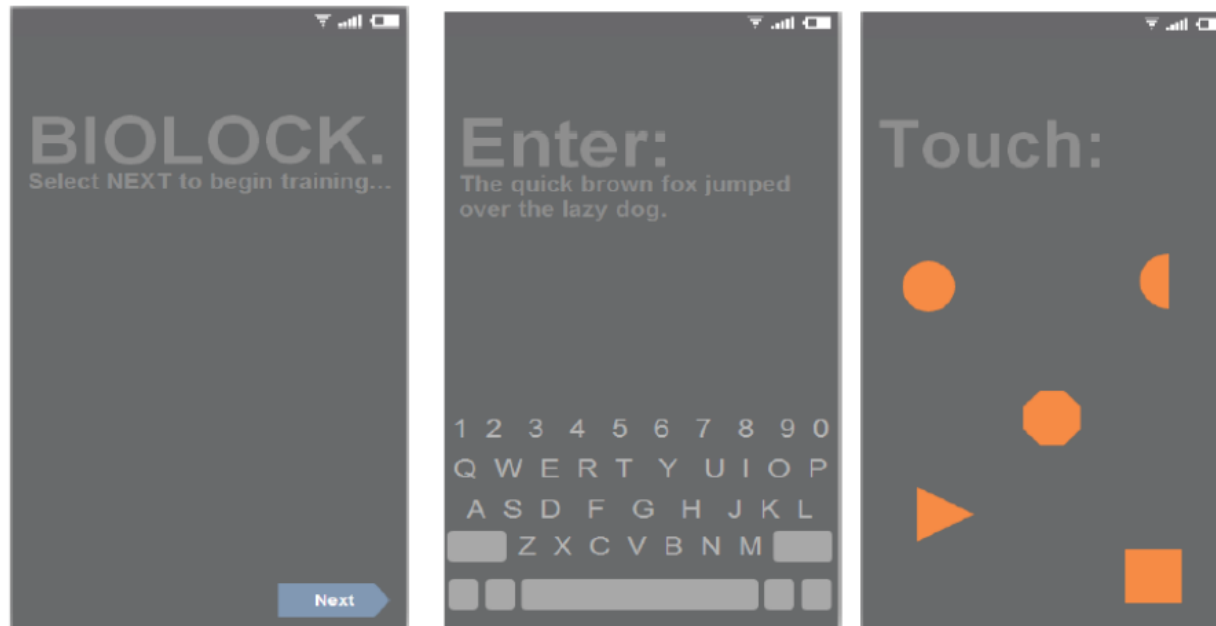 BIOLOCK.
Select NEXT to begin training...
Next
Enter:
The quick brown fox jumped
over the lazy dog.
1 2 3 4 5 6 7 8 9 0
Q W E R T Y U I O P
A S D F G H J K L
Z X C V B N M
Touch: